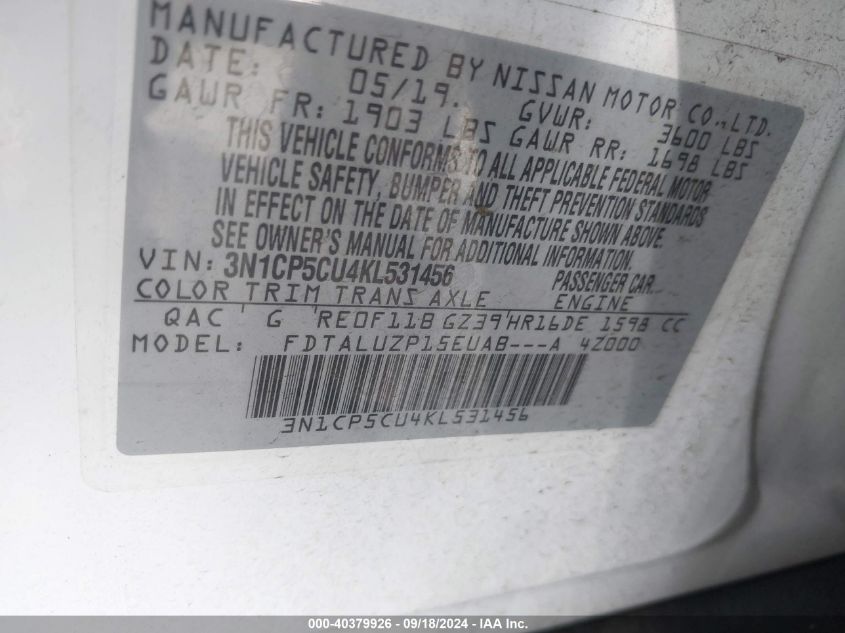 MANUFACTURED BY NISSAN MOTOR CO.,LTD.
DATE: 05/19. GVWR: 3600 LBS
GAWR FR: 1903 LBS GAWR RR: 1698 LBS
THIS VEHICLE CONFORMS TO ALL APPLICABLE FEDERAL MOTOR
VEHICLE SAFETY, BUMPER AND THEFT PREVENTION STANDARDS
IN EFFECT ON THE DATE OF MANUFACTURE SHOWN ABOVE.
SEE OWNER'S MANUAL FOR ADDITIONAL INFORMATION.
VIN: 3N1CP5CU4KL531456 PASSENGER CAR
COLOR TRIM TRANS AXLE ENGINE
QAC G RE0F11B GZ39 HR16DE 1598 CC
MODEL: FDTALUZP15EUAB---A 4Z000
3N1CP5CU4KL531456
000-40379926 - 09/18/2024 - © IAA, Inc.